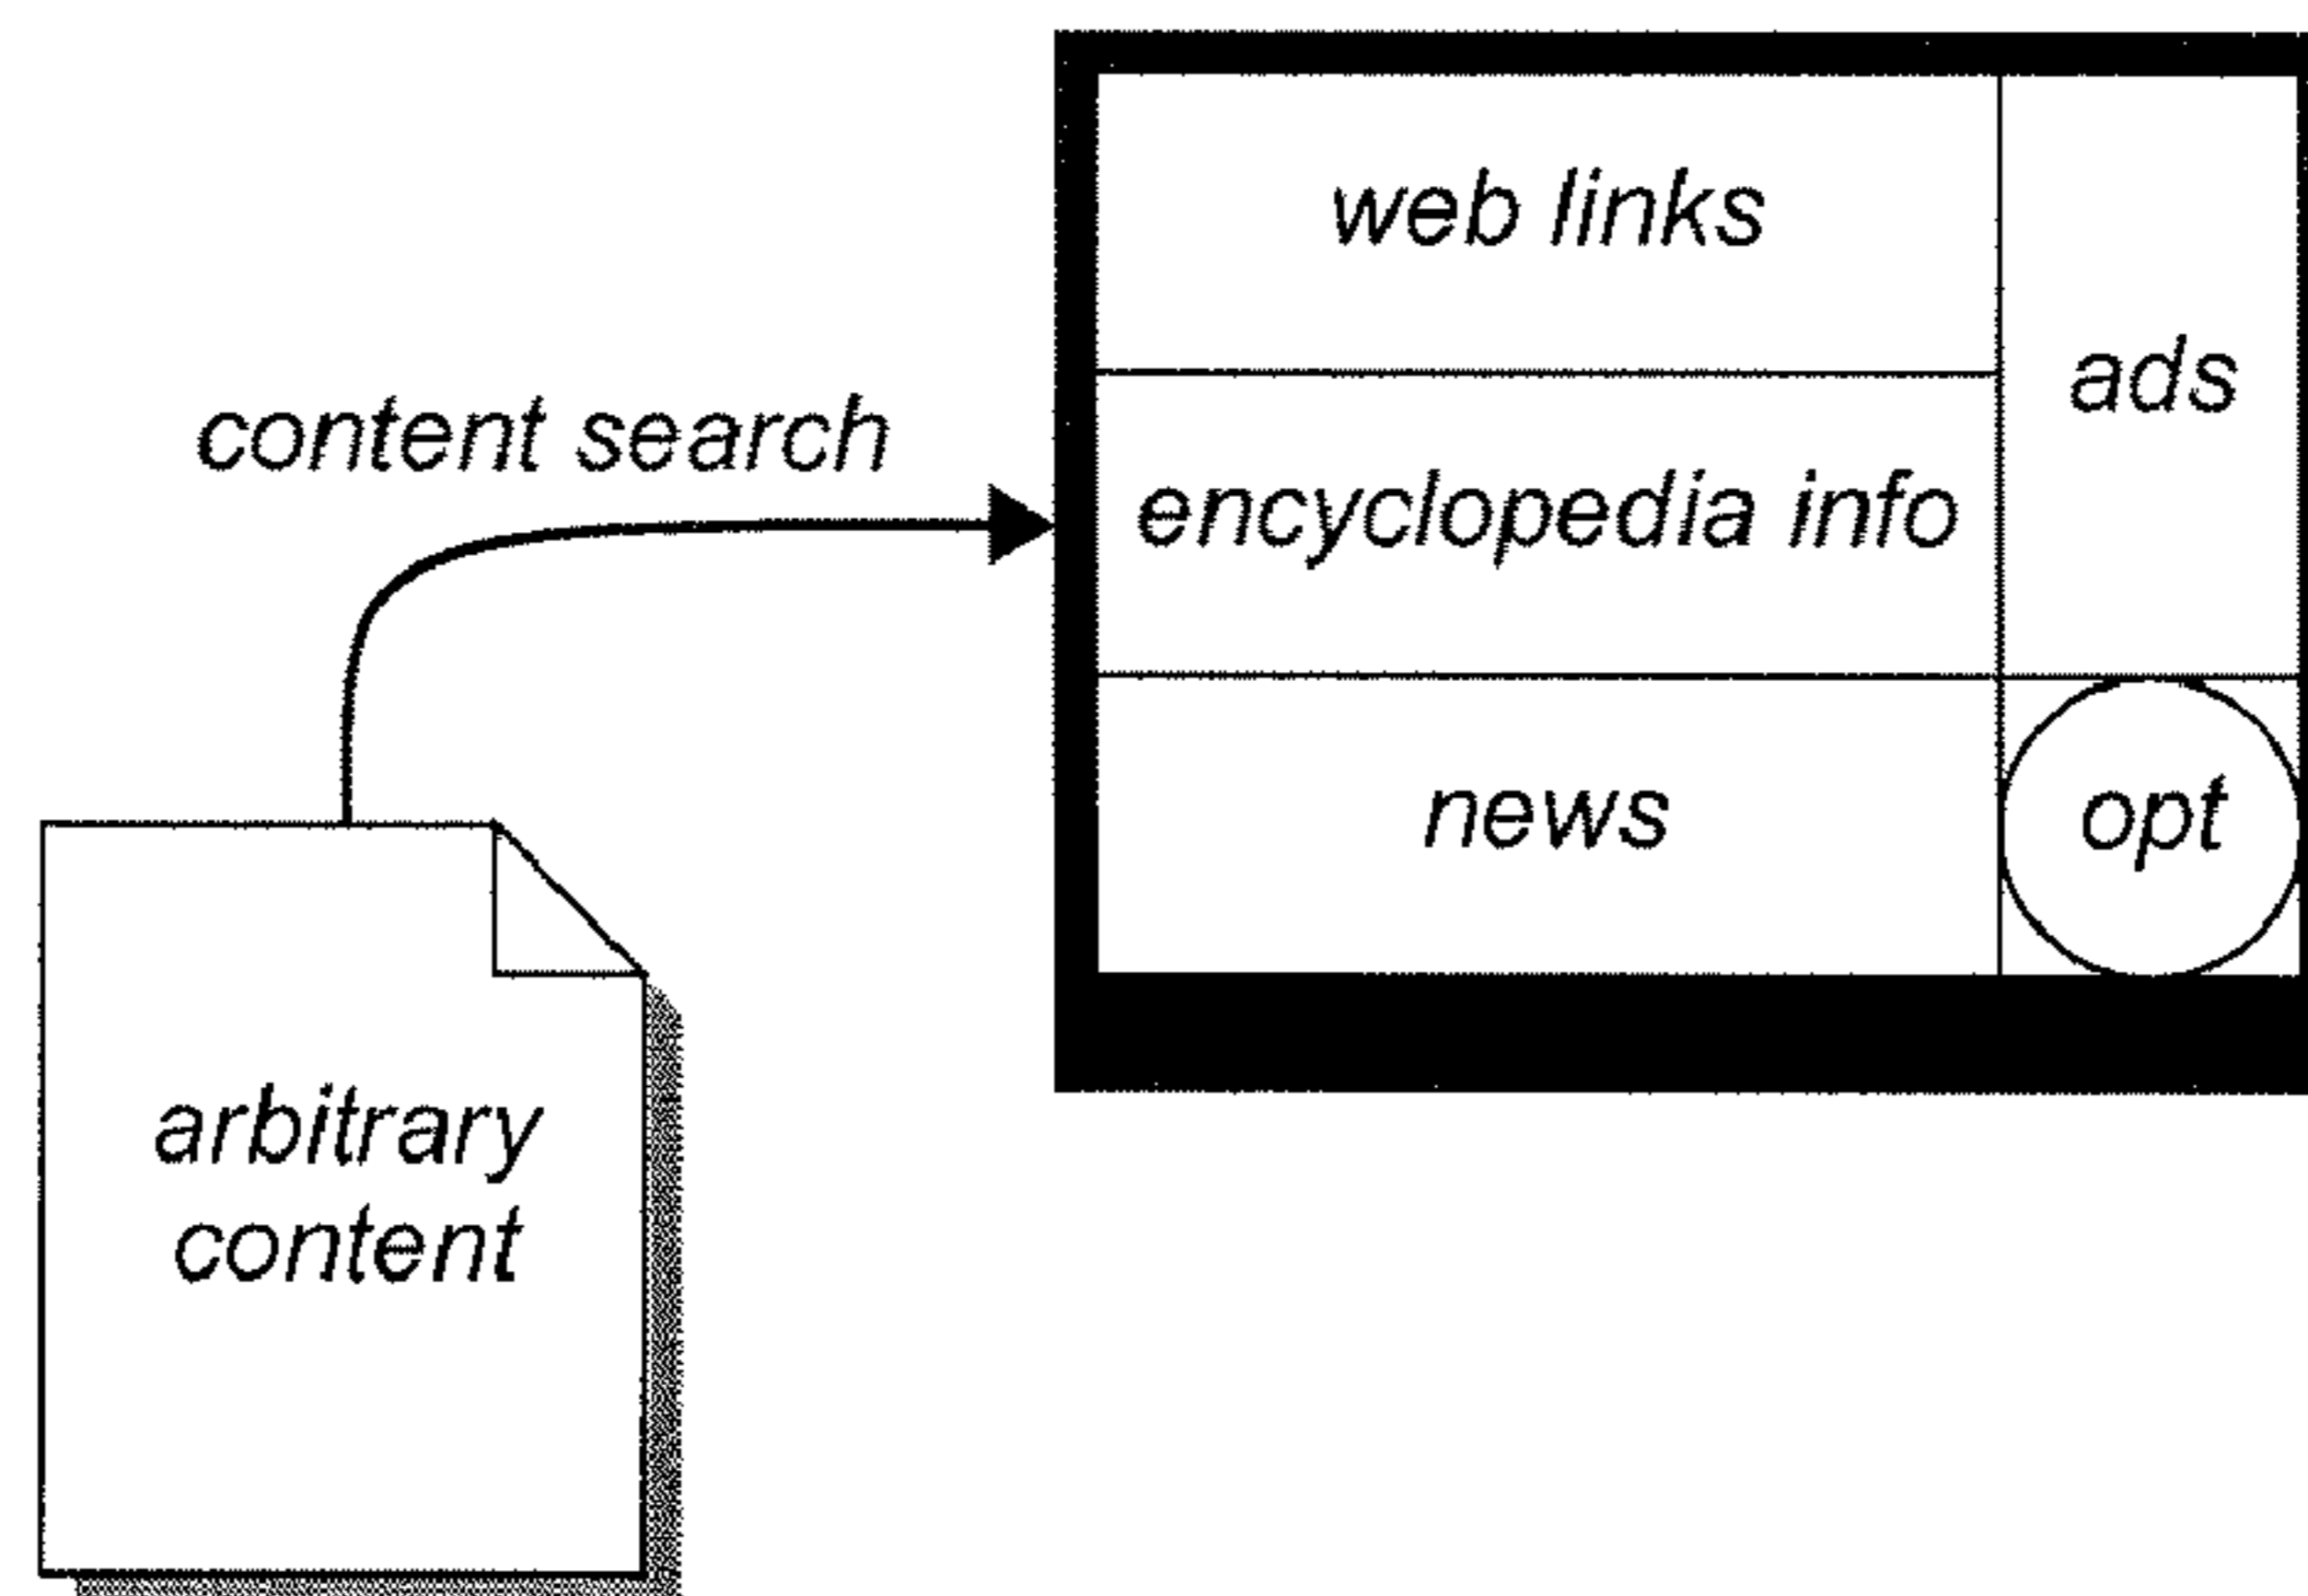 web links
ads
content search
encyclopedia info
news
opt
arbitrary
content